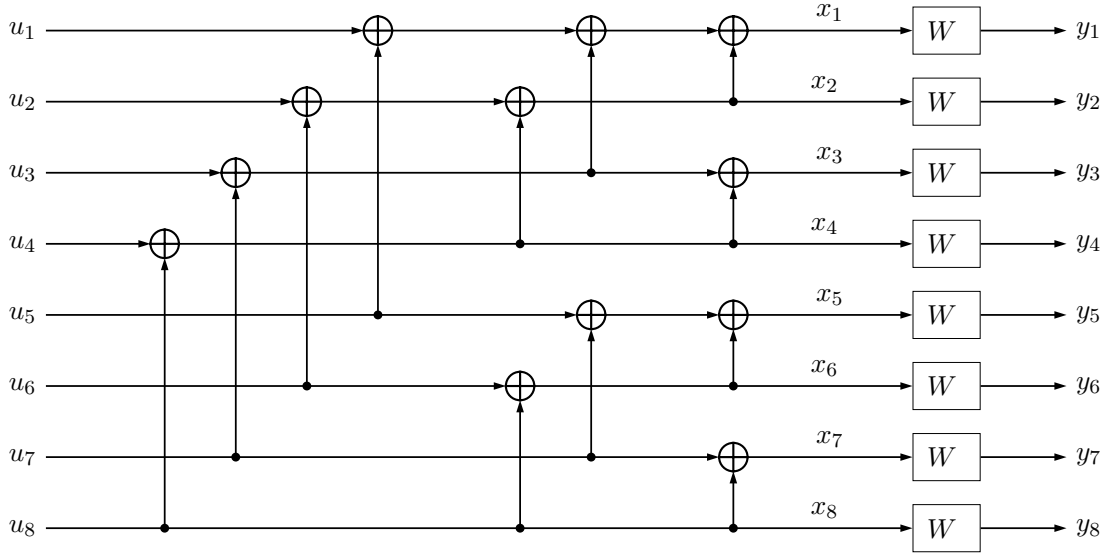 u₁ x₁ W y₁
u₂ x₂ W y₂
u₃ x₃ W y₃
u₄ x₄ W y₄
u₅ x₅ W y₅
u₆ x₆ W y₆
u₇ x₇ W y₇
u₈ x₈ W y₈